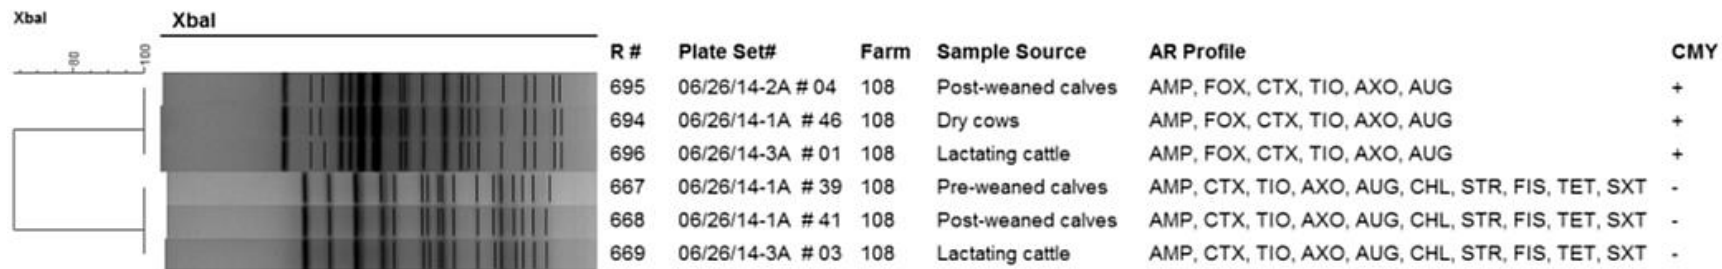 XbaI XbaI
80 100
R # Plate Set# Farm Sample Source AR Profile CMY
695 06/26/14-2A # 04 108 Post-weaned calves AMP, FOX, CTX, TIO, AXO, AUG +
694 06/26/14-1A # 46 108 Dry cows AMP, FOX, CTX, TIO, AXO, AUG +
696 06/26/14-3A # 01 108 Lactating cattle AMP, FOX, CTX, TIO, AXO, AUG +
667 06/26/14-1A # 39 108 Pre-weaned calves AMP, CTX, TIO, AXO, AUG, CHL, STR, FIS, TET, SXT -
668 06/26/14-1A # 41 108 Post-weaned calves AMP, CTX, TIO, AXO, AUG, CHL, STR, FIS, TET, SXT -
669 06/26/14-3A # 03 108 Lactating cattle AMP, CTX, TIO, AXO, AUG, CHL, STR, FIS, TET, SXT -